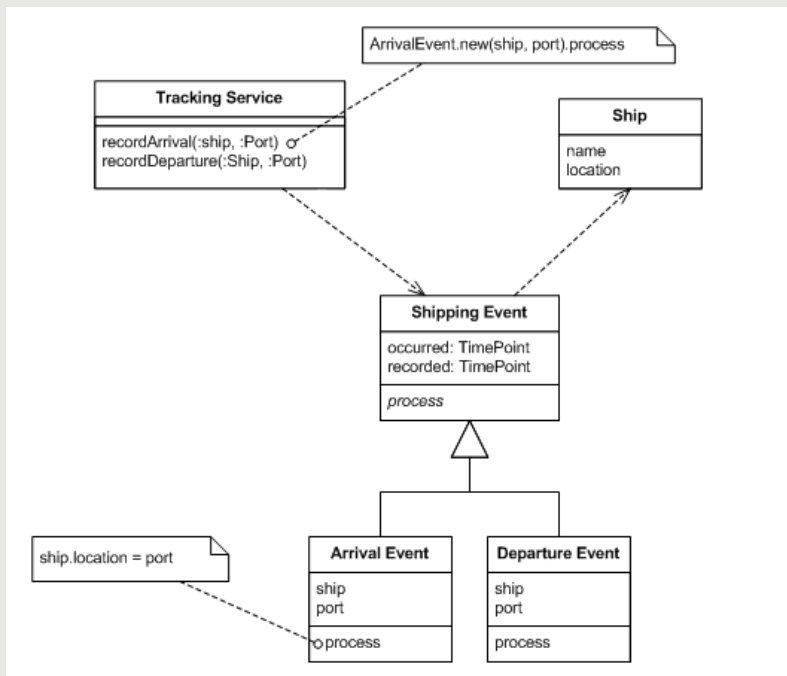 ArrivalEvent.new(ship, port).process
Tracking Service
recordArrival(:ship, :Port)
recordDeparture(:Ship, :Port)
Ship
name
location
Shipping Event
occurred: TimePoint
recorded: TimePoint
process
ship.location = port
Arrival Event
ship
port
process
Departure Event
ship
port
process